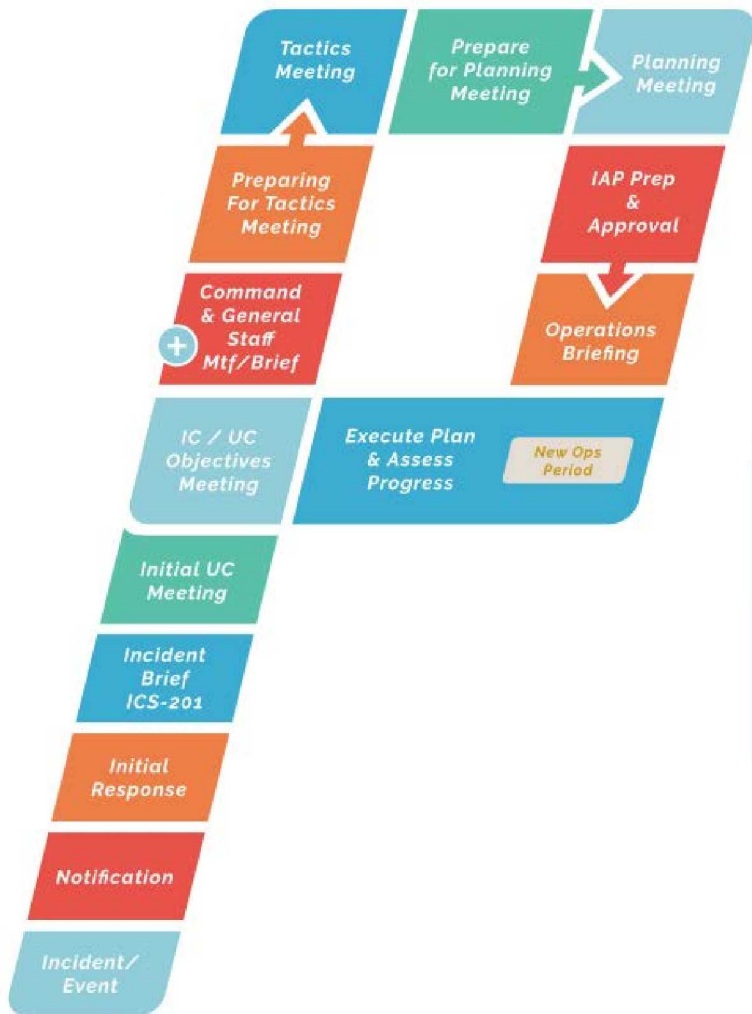 Tactics
Meeting
Prepare
for Planning
Meeting
Planning
Meeting
Preparing
For Tactics
Meeting
IAP Prep
&
Approval
Command
& General
Staff
Mtf/Brief
+
Operations
Briefing
IC / UC
Objectives
Meeting
Execute Plan
& Assess
Progress
New Ops
Period
Initial UC
Meeting
Incident
Brief
ICS-201
Initial
Response
Notification
Incident/
Event